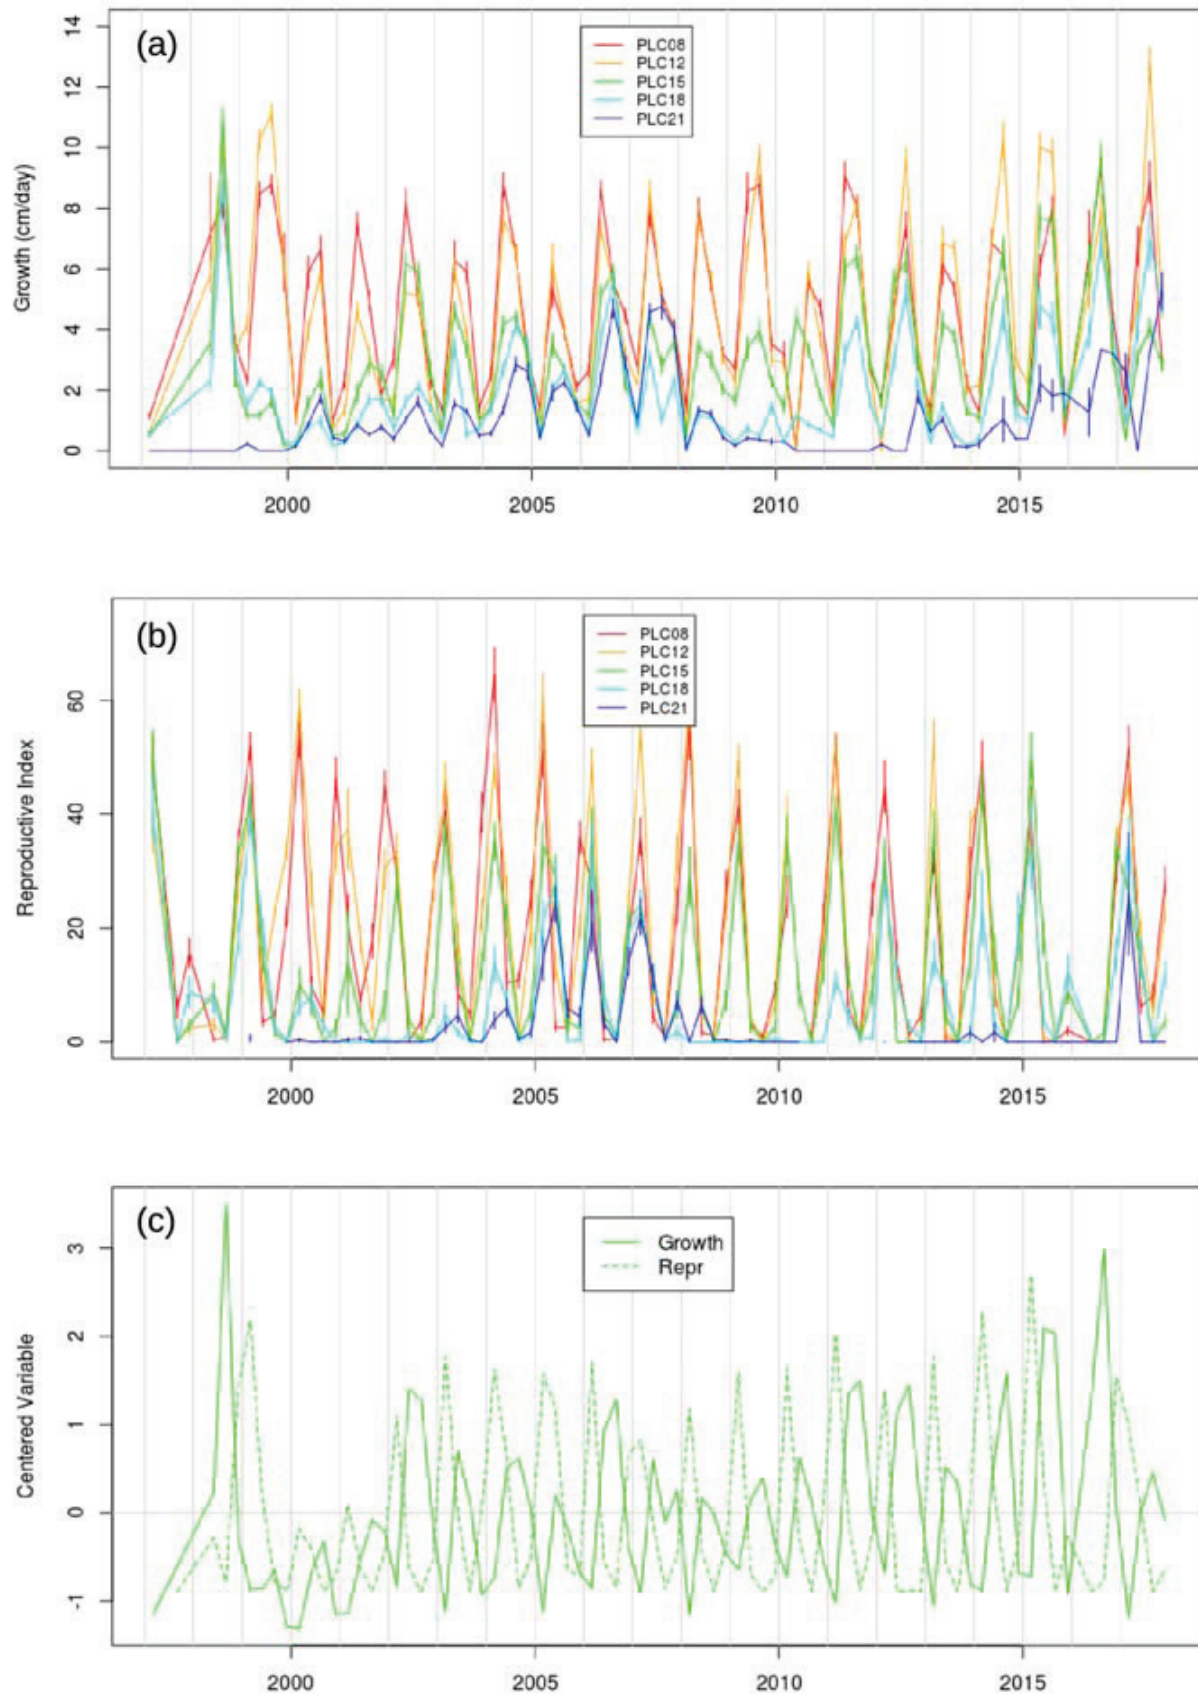 (a)
PLC08
PLC12
PLC15
PLC18
PLC21
Growth (cm/day)
14
12
10
8
6
4
2
0
2000 2005 2010 2015
(b)
PLC08
PLC12
PLC15
PLC18
PLC21
Reproductive Index
60
40
20
0
2000 2005 2010 2015
(c)
Growth
Repr
Centered Variable
3
2
1
0
-1
2000 2005 2010 2015